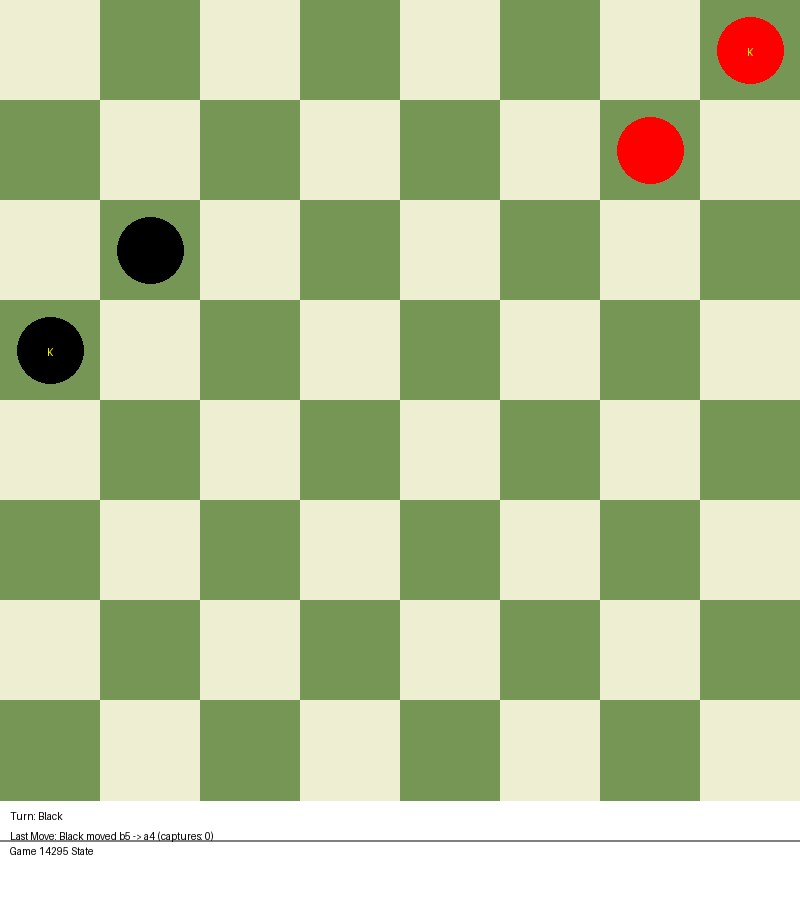 K
K
Turn: Black
Last Move: Black moved b5 -> a4 (captures: 0)
Game 14295 State